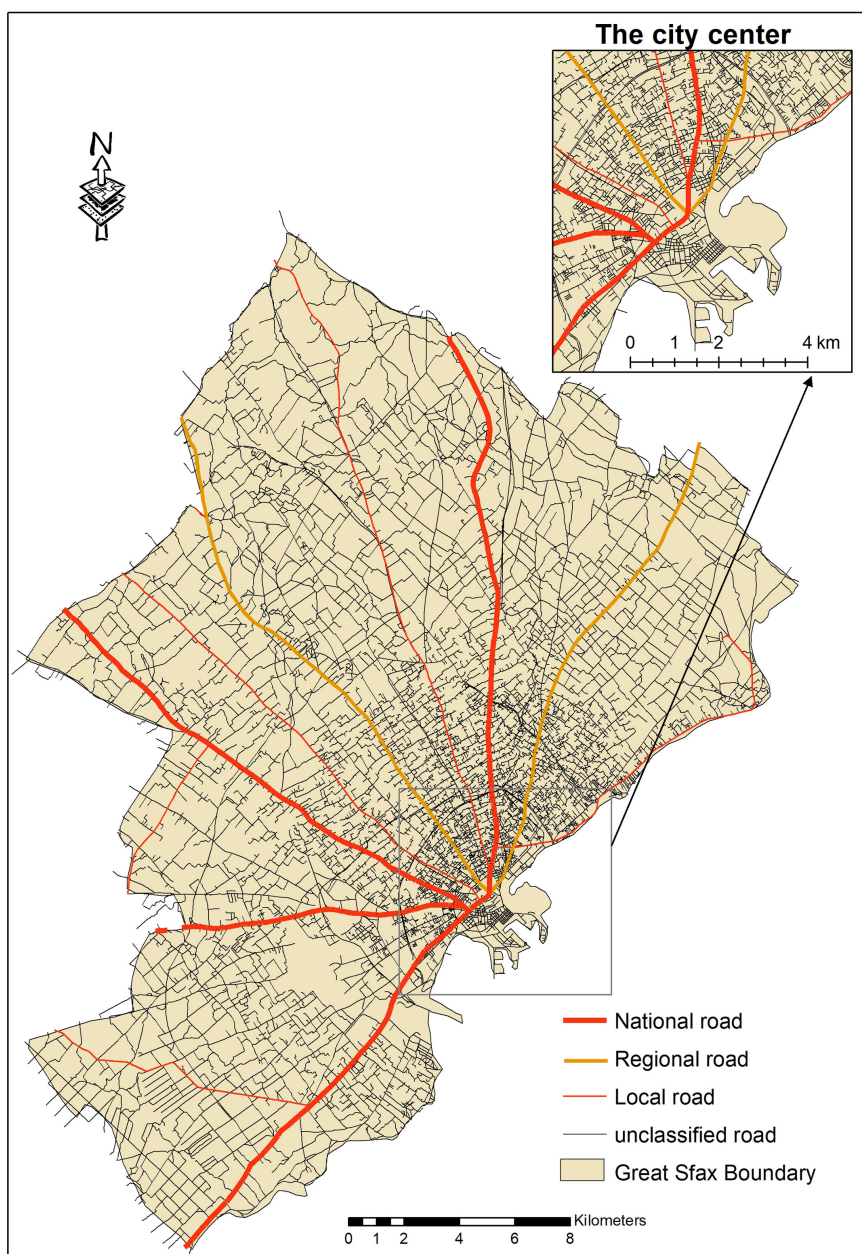 The city center
N
0 1 2 4 km
National road
Regional road
Local road
unclassified road
Great Sfax Boundary
Kilometers
0 1 2 4 6 8